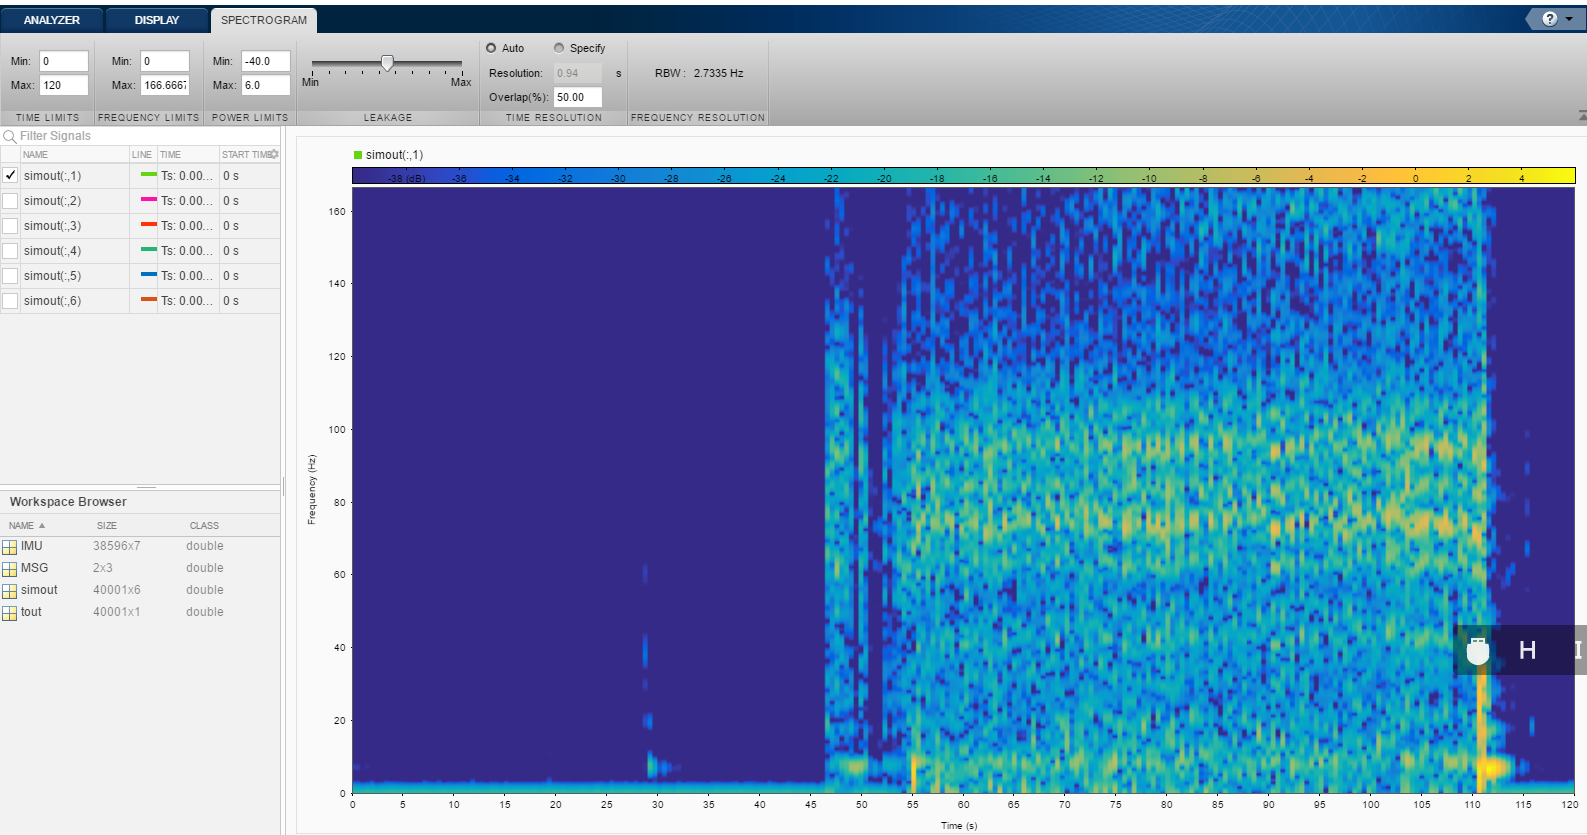 ANALYZER DISPLAY SPECTROGRAM ?
Min: 0 Min: 0 Min: -40.0 Auto Specify
Resolution: 0.94 s RBW : 2.7335 Hz
Max: 120 Max: 166.6667 Max: 6.0 Min Max
Overlap(%): 50.00
TIME LIMITS FREQUENCY LIMITS POWER LIMITS LEAKAGE TIME RESOLUTION FREQUENCY RESOLUTION
Filter Signals
NAME LINE TIME START TIME
simout(:,1) Ts: 0.00... 0 s
simout(:,2) Ts: 0.00... 0 s
simout(:,3) Ts: 0.00... 0 s
simout(:,4) Ts: 0.00... 0 s
simout(:,5) Ts: 0.00... 0 s
simout(:,6) Ts: 0.00... 0 s
Workspace Browser
NAME SIZE CLASS
IMU 38596x7 double
MSG 2x3 double
simout 40001x6 double
tout 40001x1 double
simout(:,1)
-38 (dB) -36 -34 -32 -30 -28 -26 -24 -22 -20 -18 -16 -14 -12 -10 -8 -6 -4 -2 0 2 4
160
140
120
100
80
60
40
20
0
Frequency (Hz)
0 5 10 15 20 25 30 35 40 45 50 55 60 65 70 75 80 85 90 95 100 105 110 115 120
Time (s)
H I